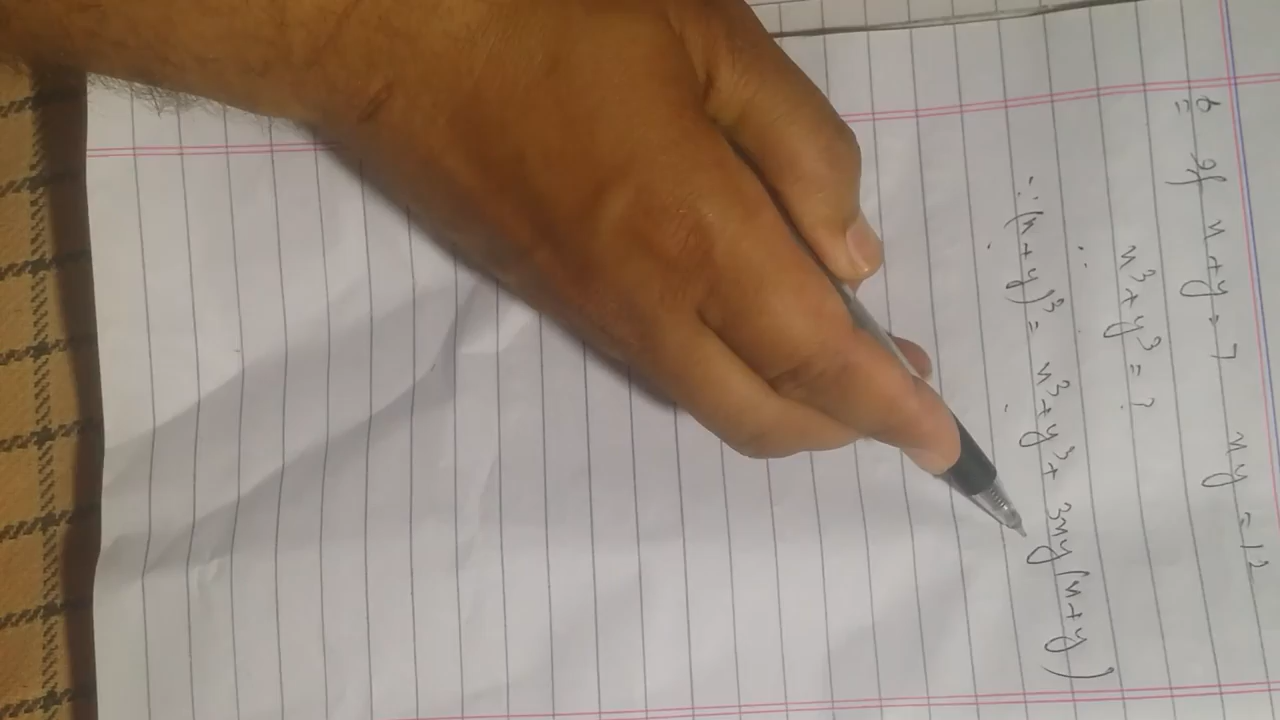 6 If x+y=7 xy=12
x³+y³=?
∵(x+y)³= x³+y³+ 3xy(x+y)